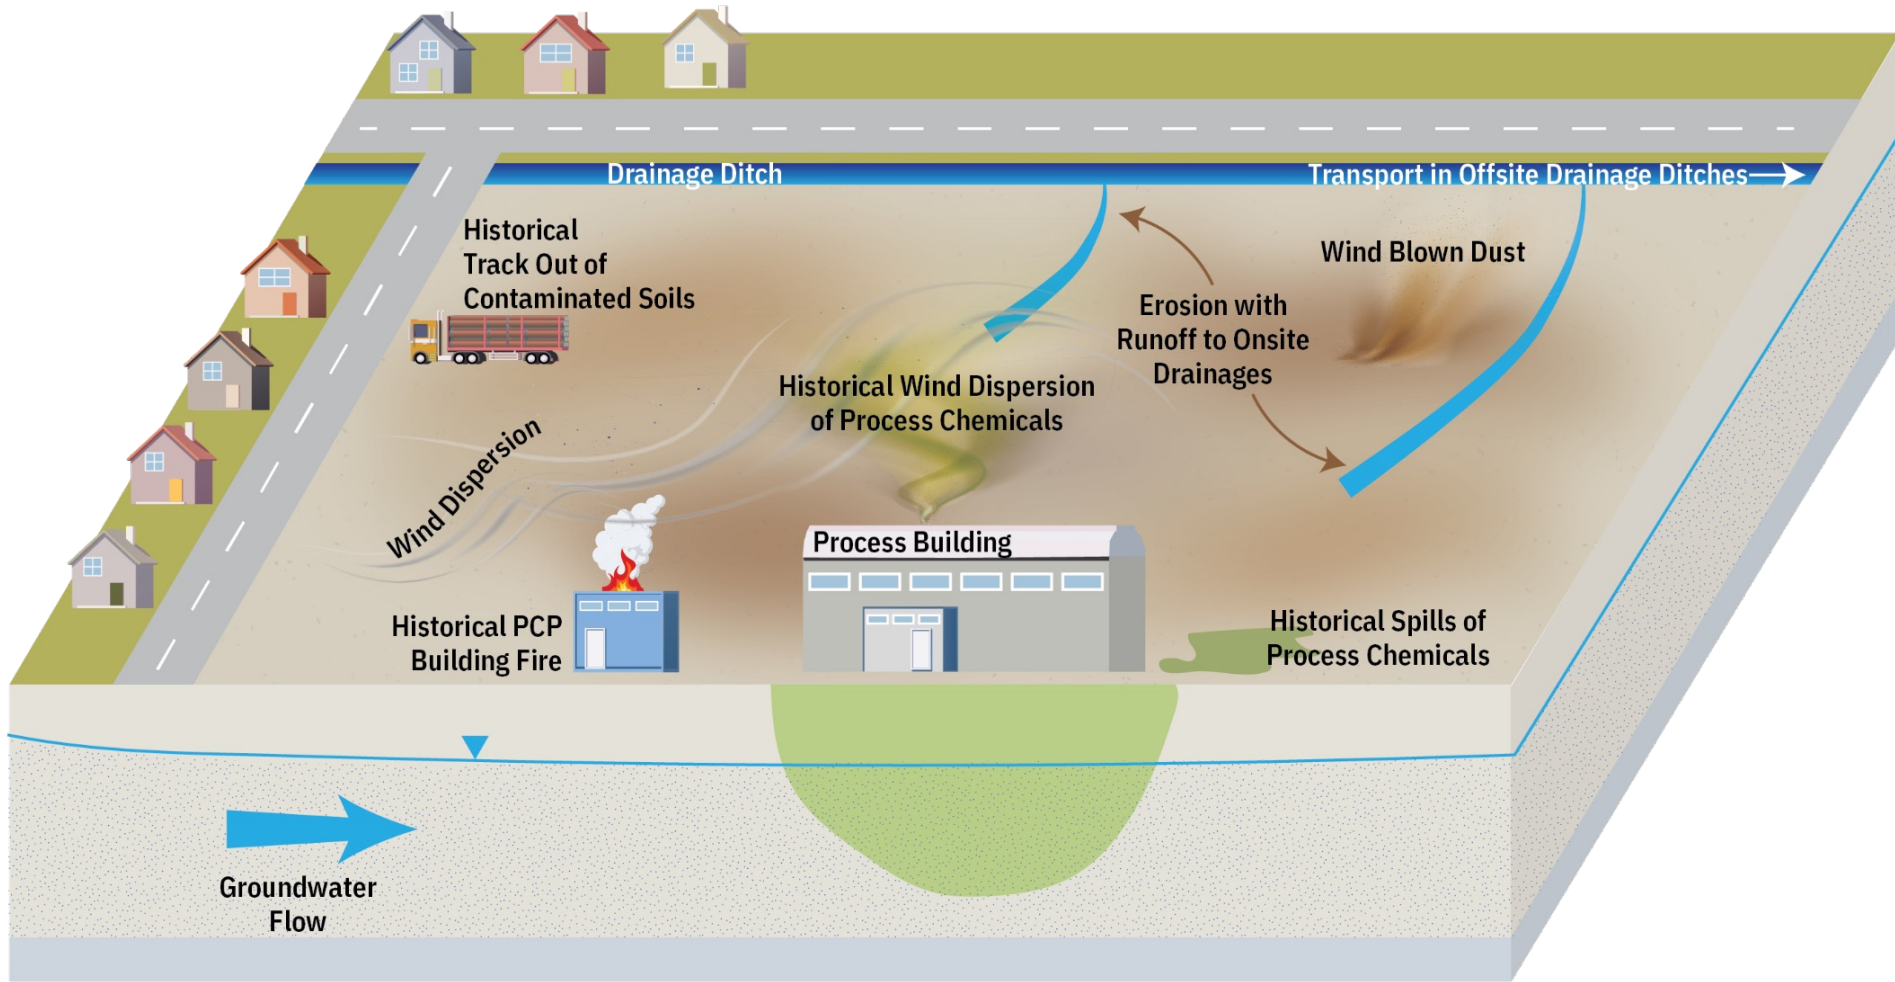 Drainage Ditch
Transport in Offsite Drainage Ditches
Historical
Track Out of
Contaminated Soils
Wind Blown Dust
Erosion with
Runoff to Onsite
Drainages
Historical Wind Dispersion
of Process Chemicals
Wind Dispersion
Process Building
Historical PCP
Building Fire
Historical Spills of
Process Chemicals
Groundwater
Flow